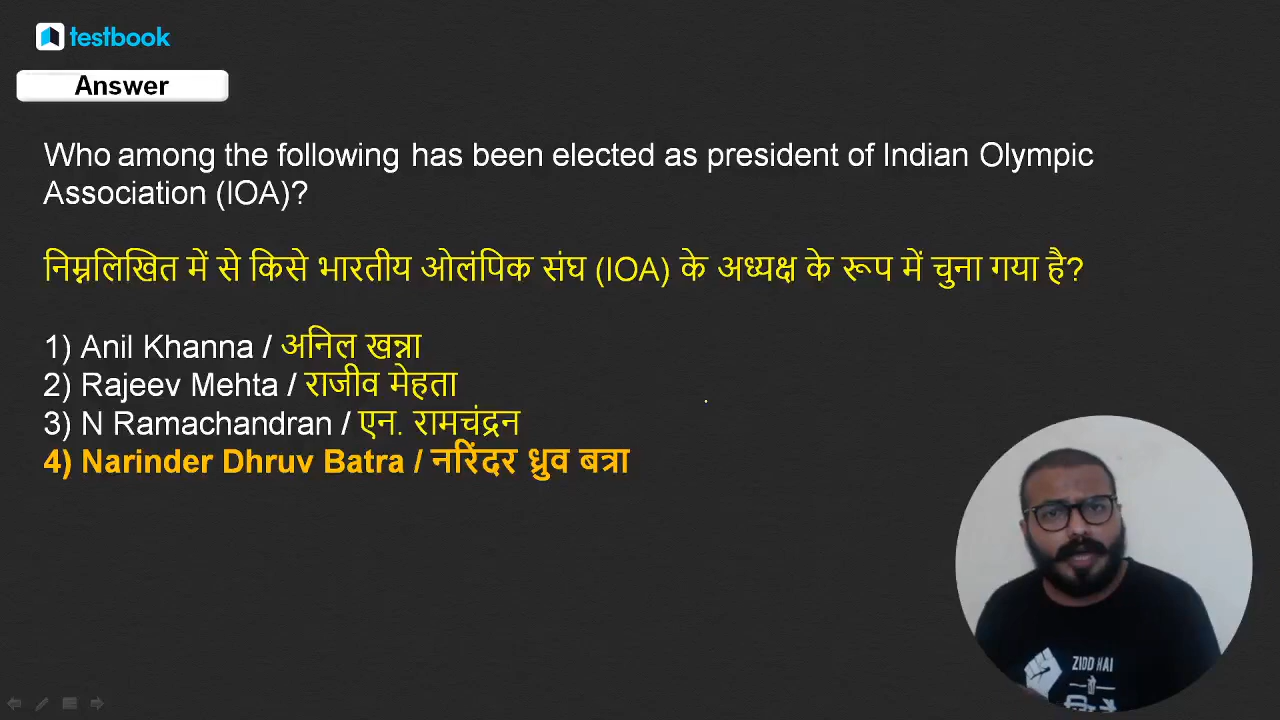 testbook
Answer
Who among the following has been elected as president of Indian Olympic
Association (IOA)?
निम्नलिखित में से किसे भारतीय ओलंपिक संघ (IOA) के अध्यक्ष के रूप में चुना गया है?
1) Anil Khanna / अनिल खन्ना
2) Rajeev Mehta / राजीव मेहता
3) N Ramachandran / एन. रामचंद्रन
4) Narinder Dhruv Batra / नरिंदर ध्रुव बत्रा
ZIDD HAI
तो